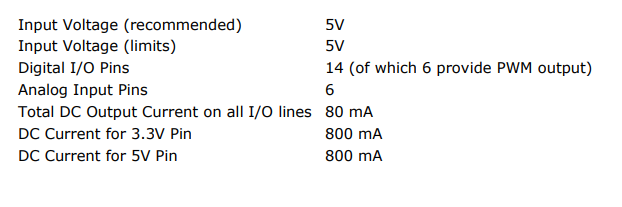 Input Voltage (recommended) 5V
Input Voltage (limits) 5V
Digital I/O Pins 14 (of which 6 provide PWM output)
Analog Input Pins 6
Total DC Output Current on all I/O lines 80 mA
DC Current for 3.3V Pin 800 mA
DC Current for 5V Pin 800 mA